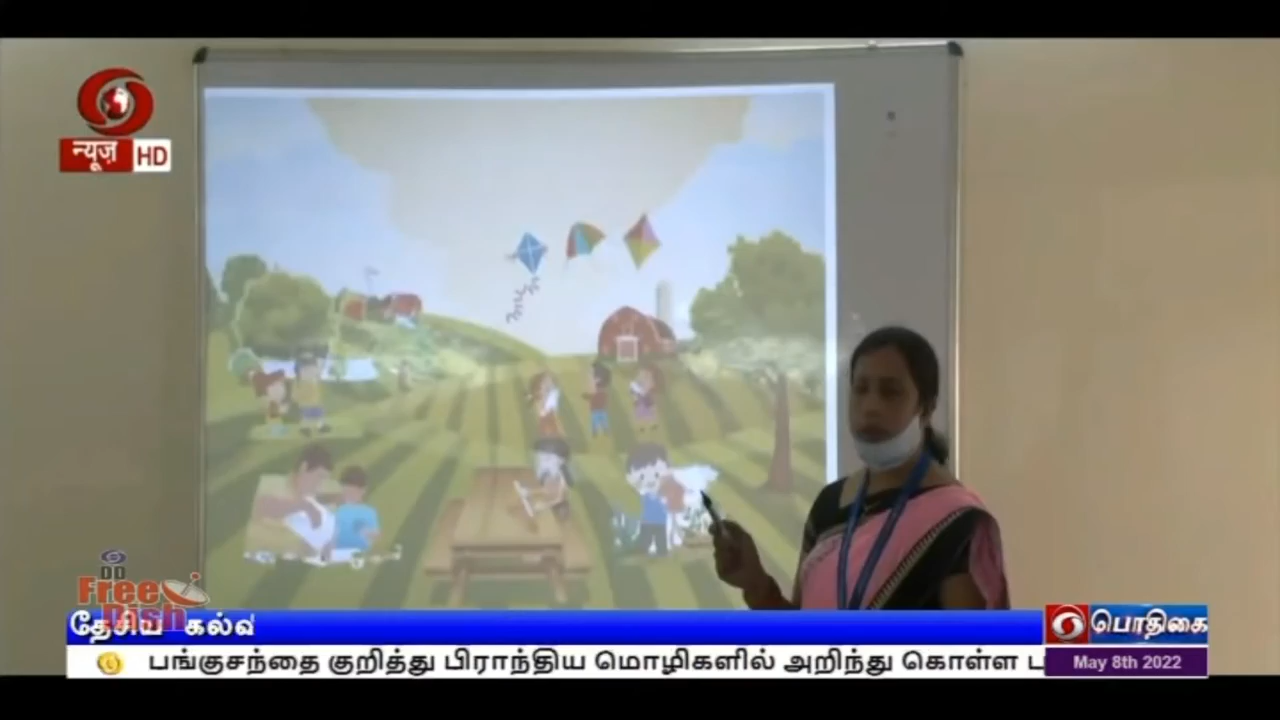 न्यूज़ HD
DD
Free
Dish
தேசிய கல்வி
பொதிகை
பங்குசந்தை குறித்து பிராந்திய மொழிகளில் அறிந்து கொள்ள
May 8th 2022